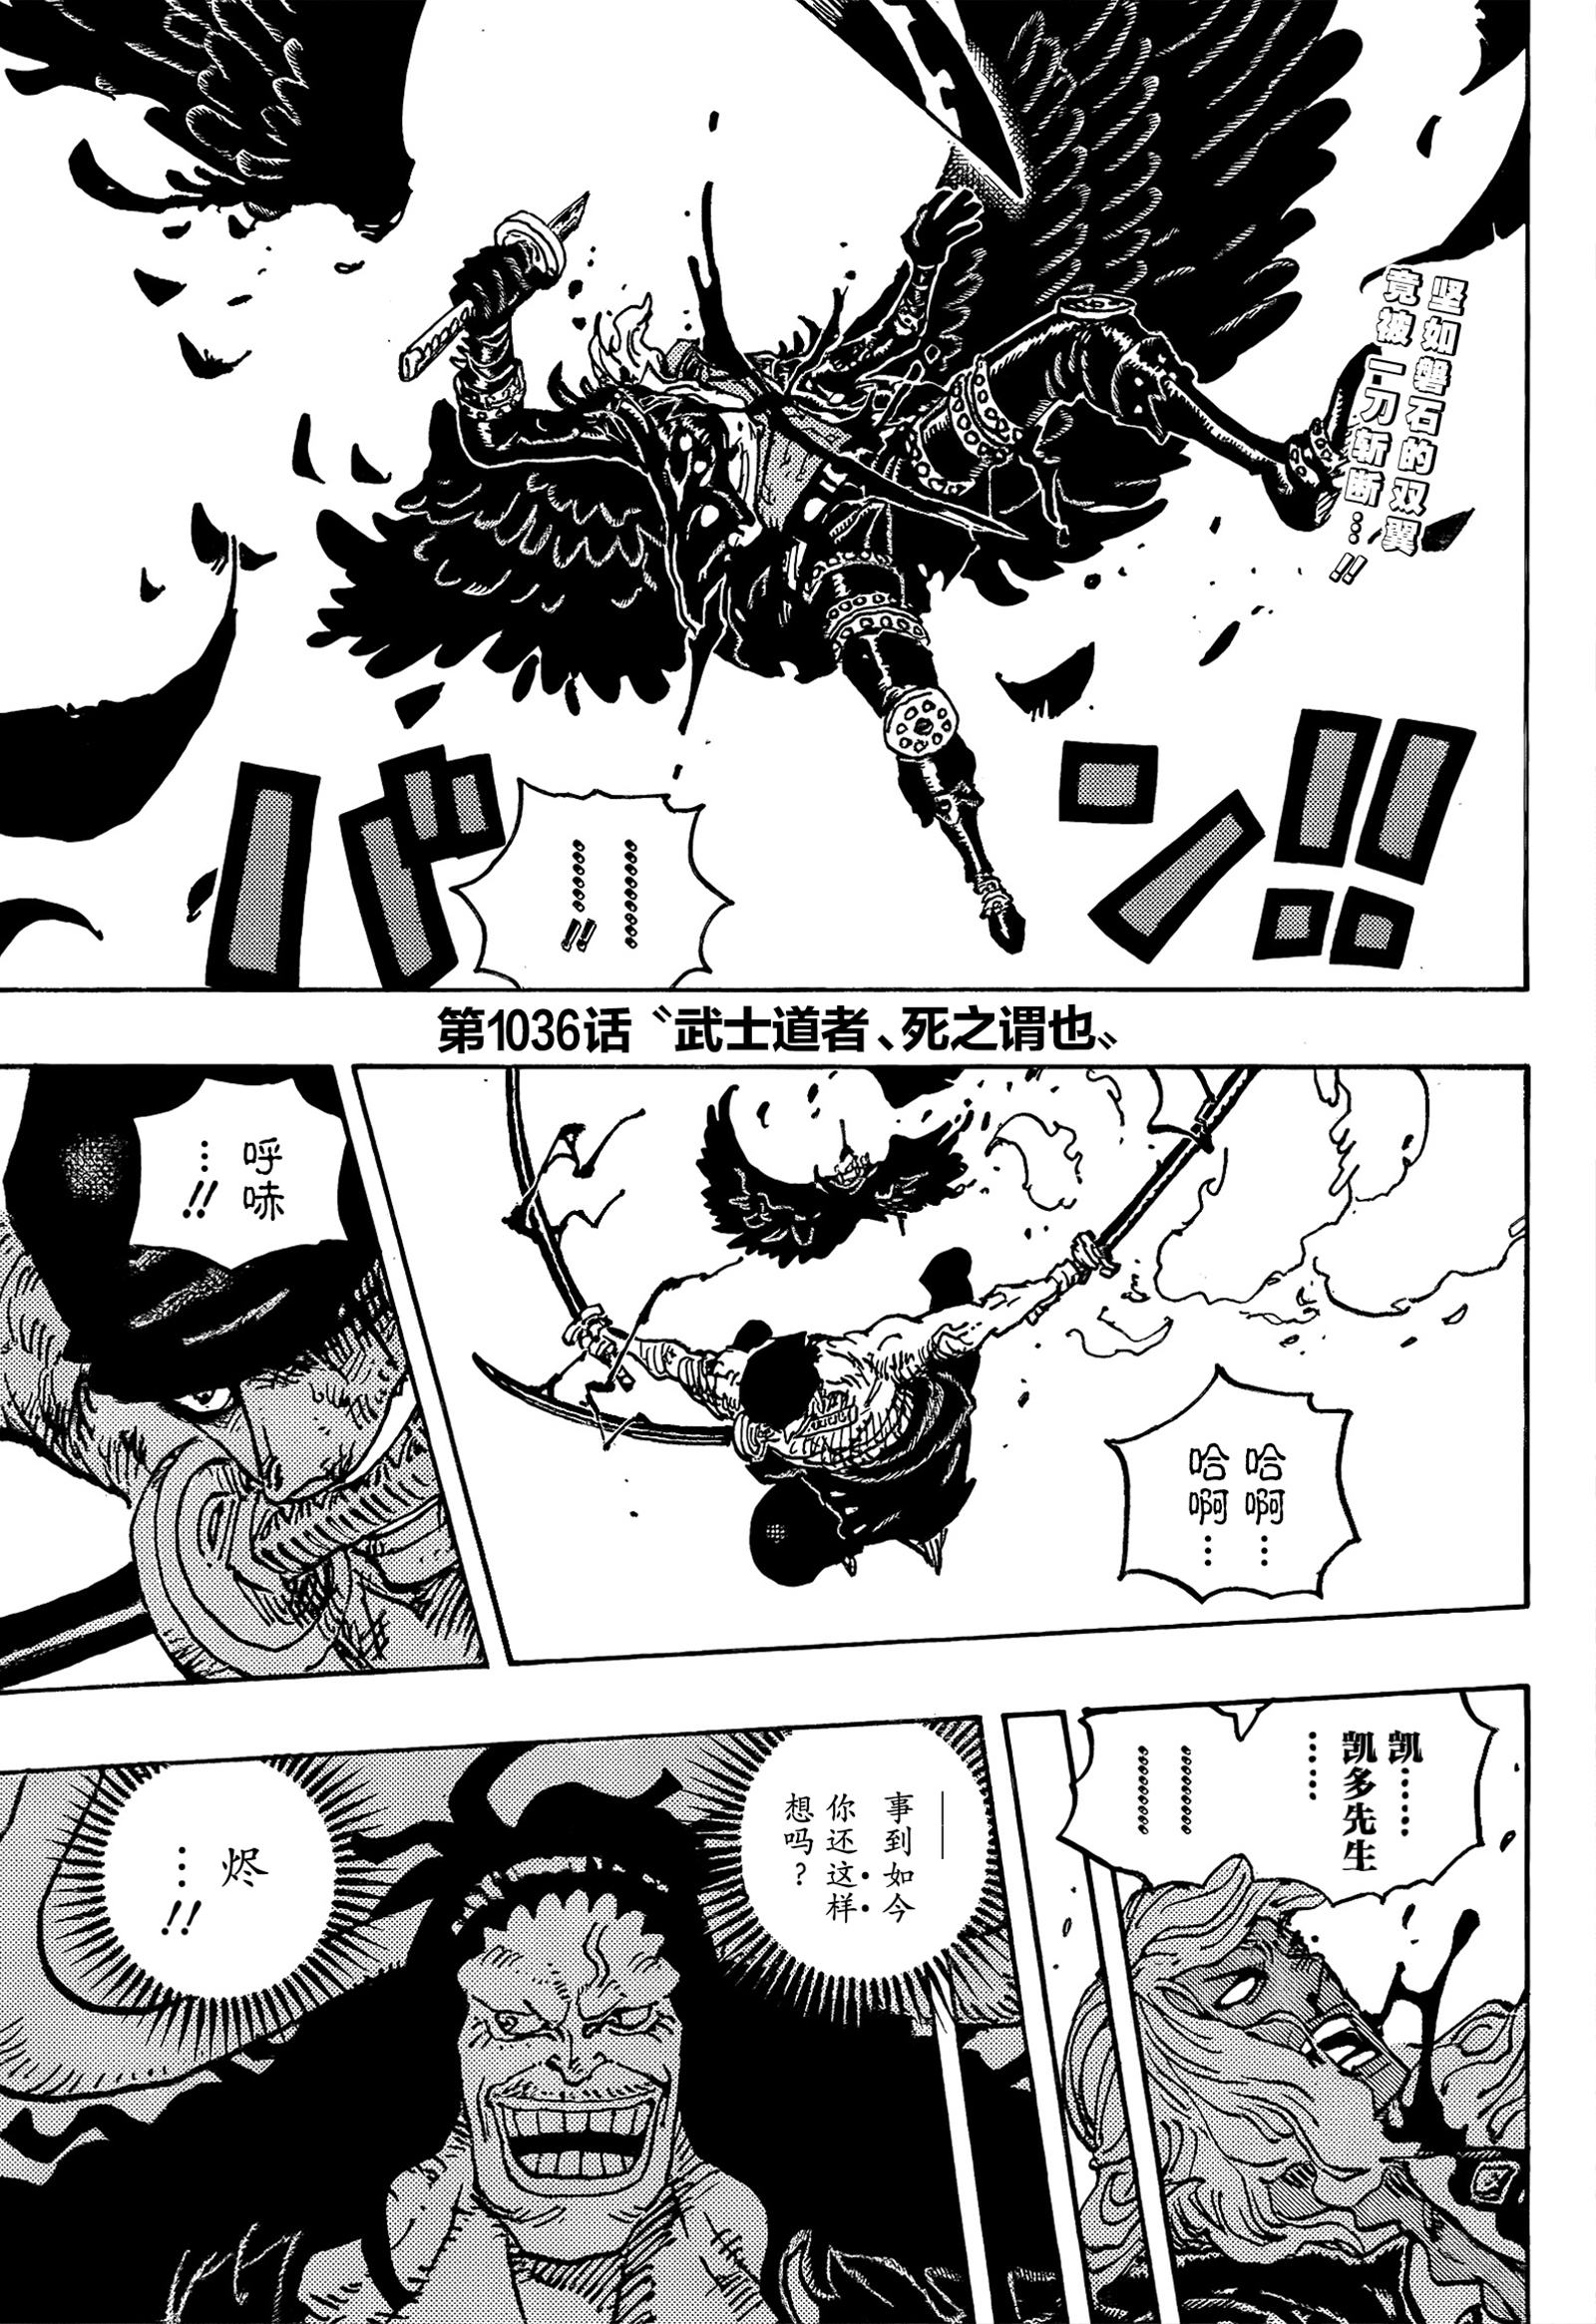 坚如磐石的双翼
竟被一刀斩断…!!
バン!!
………
……!!
第1036话〝武士道者、死之谓也〟
哈啊…
哈啊…
呼哧
…!!
凯……
凯多先生
……
………
………
——
事到如今
你还这样
想吗？
烬
…!!